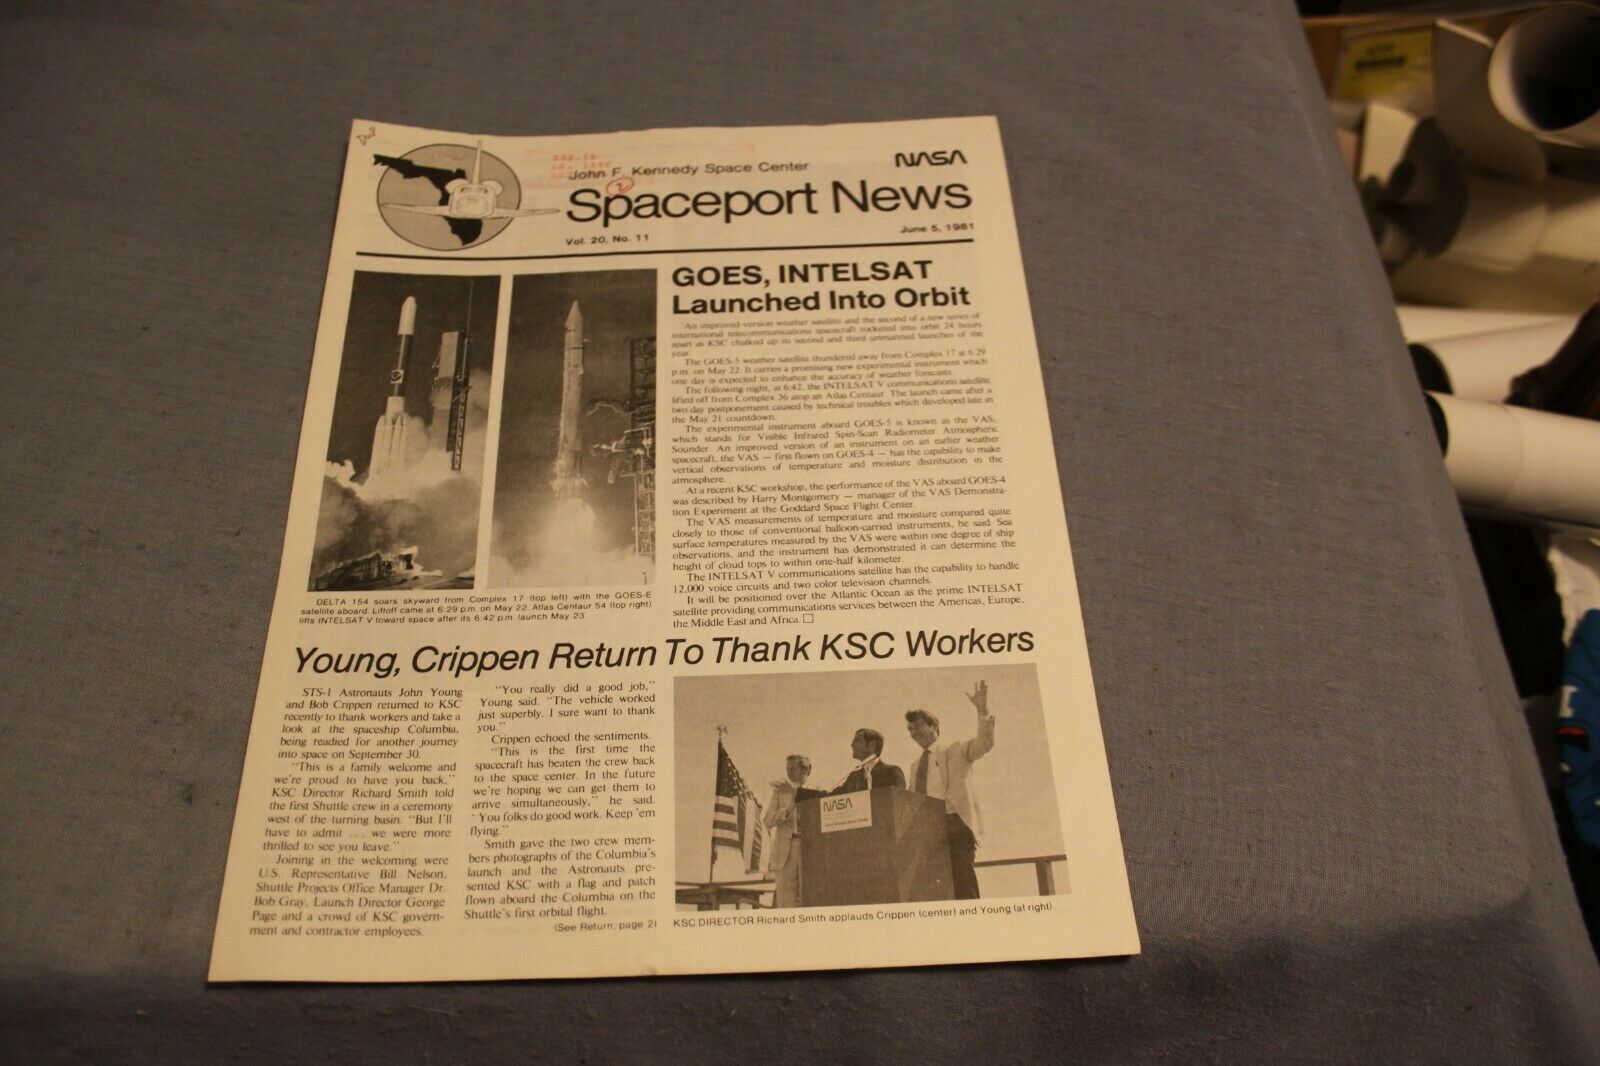 Dup
John F. Kennedy Space Center
NASA
2
Spaceport News
Vol. 20, No. 11
June 5, 1981
GOES, INTELSAT
Launched Into Orbit
An improved-version weather satellite and the second of a new series of
international telecommunications spacecraft rocketed into orbit 24 hours
apart as KSC chalked up its second and third unmanned launches of the
year.
The GOES-5 weather satellite thundered away from Complex 17 at 6:29
p.m. on May 22. It carries a promising new experimental instrument which
one day is expected to enhance the accuracy of weather forecasts.
The following night, at 6:42, the INTELSAT V communications satellite
lifted off from Complex 36 atop an Atlas Centaur. The launch came after a
two day postponement caused by technical troubles which developed late in
the May 21 countdown.
The experimental instrument aboard GOES-5 is known as the VAS,
which stands for Visible Infrared Spin-Scan Radiometer Atmospheric
Sounder. An improved version of an instrument on an earlier weather
spacecraft, the VAS — first flown on GOES-4 — has the capability to make
vertical observations of temperature and moisture distribution in the
atmosphere.
At a recent KSC workshop, the performance of the VAS aboard GOES-4
was described by Harry Montgomery — manager of the VAS Demonstra-
tion Experiment at the Goddard Space Flight Center.
The VAS measurements of temperature and moisture compared quite
closely to those of conventional balloon-carried instruments, he said. Sea
surface temperatures measured by the VAS were within one degree of ship
observations, and the instrument has demonstrated it can determine the
height of cloud tops to within one-half kilometer.
The INTELSAT V communications satellite has the capability to handle
12,000 voice circuits and two color television channels.
It will be positioned over the Atlantic Ocean as the prime INTELSAT
satellite providing communications services between the Americas, Europe,
the Middle East and Africa. □
DELTA 154 soars skyward from Complex 17 (top left) with the GOES-E
satellite aboard. Liftoff came at 6:29 p.m. on May 22. Atlas Centaur 54 (top right)
lifts INTELSAT V toward space after its 6:42 p.m. launch May 23.
Young, Crippen Return To Thank KSC Workers
STS-1 Astronauts John Young
and Bob Crippen returned to KSC
recently to thank workers and take a
look at the spaceship Columbia,
being readied for another journey
into space on September 30.
"This is a family welcome and
we're proud to have you back,"
KSC Director Richard Smith told
the first Shuttle crew in a ceremony
west of the turning basin. "But I'll
have to admit . . . we were more
thrilled to see you leave."
Joining in the welcoming were
U.S. Representative Bill Nelson,
Shuttle Projects Office Manager Dr.
Bob Gray, Launch Director George
Page and a crowd of KSC govern-
ment and contractor employees.
"You really did a good job,"
Young said. "The vehicle worked
just superbly. I sure want to thank
you."
Crippen echoed the sentiments.
"This is the first time the
spacecraft has beaten the crew back
to the space center. In the future
we're hoping we can get them to
arrive simultaneously," he said.
"You folks do good work. Keep 'em
flying."
Smith gave the two crew mem-
bers photographs of the Columbia's
launch and the Astronauts pre-
sented KSC with a flag and patch
flown aboard the Columbia on the
Shuttle's first orbital flight.
(See Return, page 2)
NASA
KSC DIRECTOR Richard Smith applauds Crippen (center) and Young (at right)